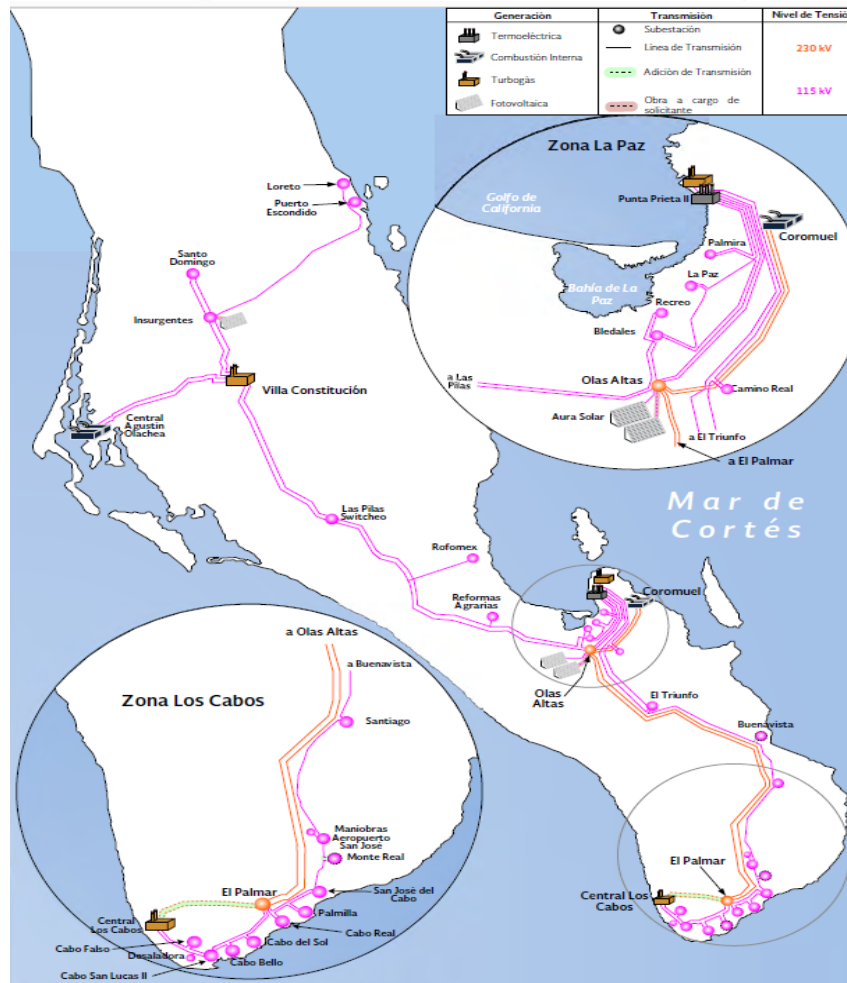 Generación
Transmisión
Nivel de Tensió
Termoeléctrica
Combustión Interna
Turbogás
Fotovoltaica
Subestación
Línea de Transmisión
Adición de Transmisión
Obra a cargo de
solicitante
230 kV
115 kV
Zona La Paz
Golfo de
California
Punta Prieta II
Coromuel
Palmira
La Paz
Bahía de La
Paz
Recreo
Bledales
a Las
Pilas
Olas Altas
Camino Real
Aura Solar
a El Triunfo
a El Palmar
Loreto
Puerto
Escondido
Santo
Domingo
Insurgentes
Villa Constitución
Central
Agustín
Olachea
Las Pilas
Switcheo
Mar de
Cortés
Rofomex
Reformas
Agrarias
Coromuel
Olas
Altas
El Triunfo
Buenavista
El Palmar
Central Los
Cabos
a Olas Altas
a Buenavista
Zona Los Cabos
Santiago
Maniobras
Aeropuerto
San José
Monte Real
El Palmar
San José del
Cabo
Palmilla
Central
Los Cabos
Cabo Real
Cabo Falso
Cabo del Sol
Desaladora
Cabo Bello
Cabo San Lucas II